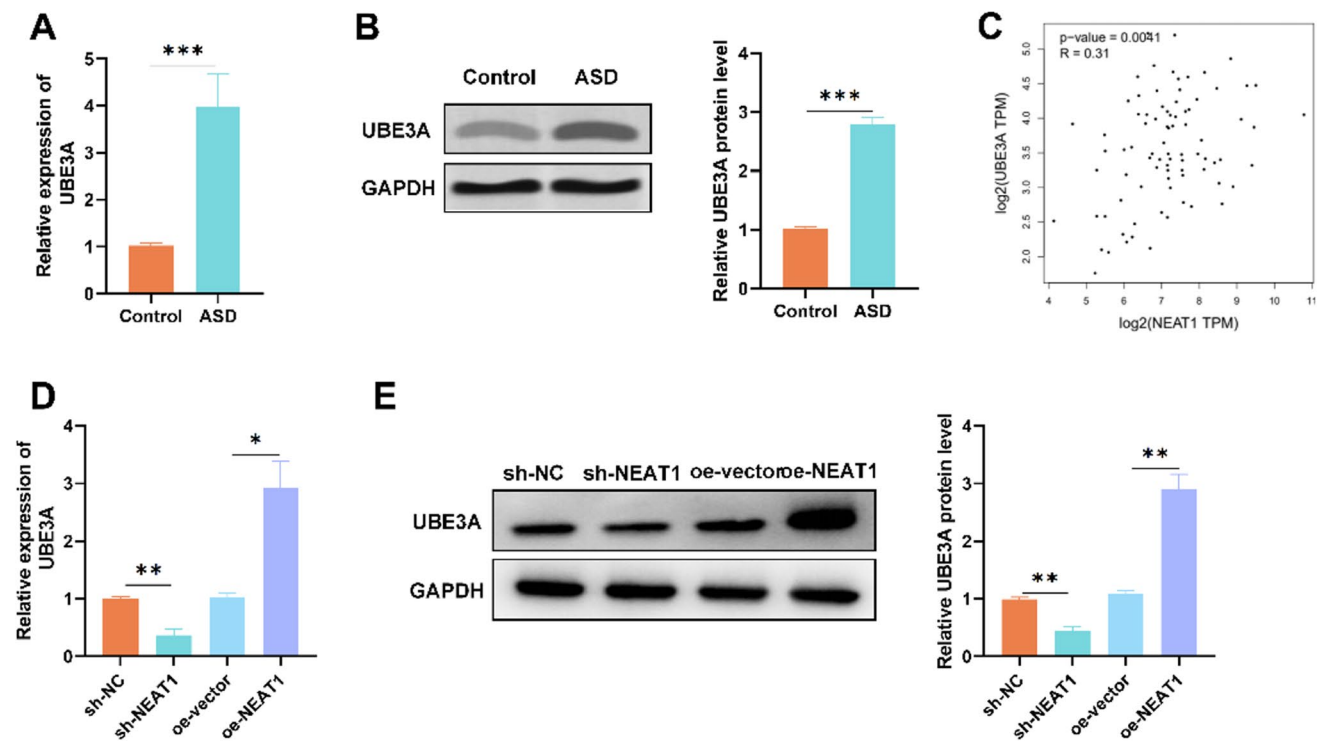 A
Relative expression of
UBE3A
5
4
3
2
1
0
***
Control
ASD
B
Control
ASD
UBE3A
GAPDH
Relative UBE3A protein level
4
3
2
1
0
***
Control
ASD
C
p-value = 0.0041
R = 0.31
log2(UBE3A TPM)
5.0
4.5
4.0
3.5
3.0
2.5
2.0
4
5
6
7
8
9
10
11
log2(NEAT1 TPM)
D
Relative expression of
UBE3A
4
3
2
1
0
**
*
sh-NC
sh-NEAT1
oe-vector
oe-NEAT1
E
sh-NC
sh-NEAT1
oe-vector
oe-NEAT1
UBE3A
GAPDH
Relative UBE3A protein level
4
3
2
1
0
**
**
sh-NC
sh-NEAT1
oe-vector
oe-NEAT1